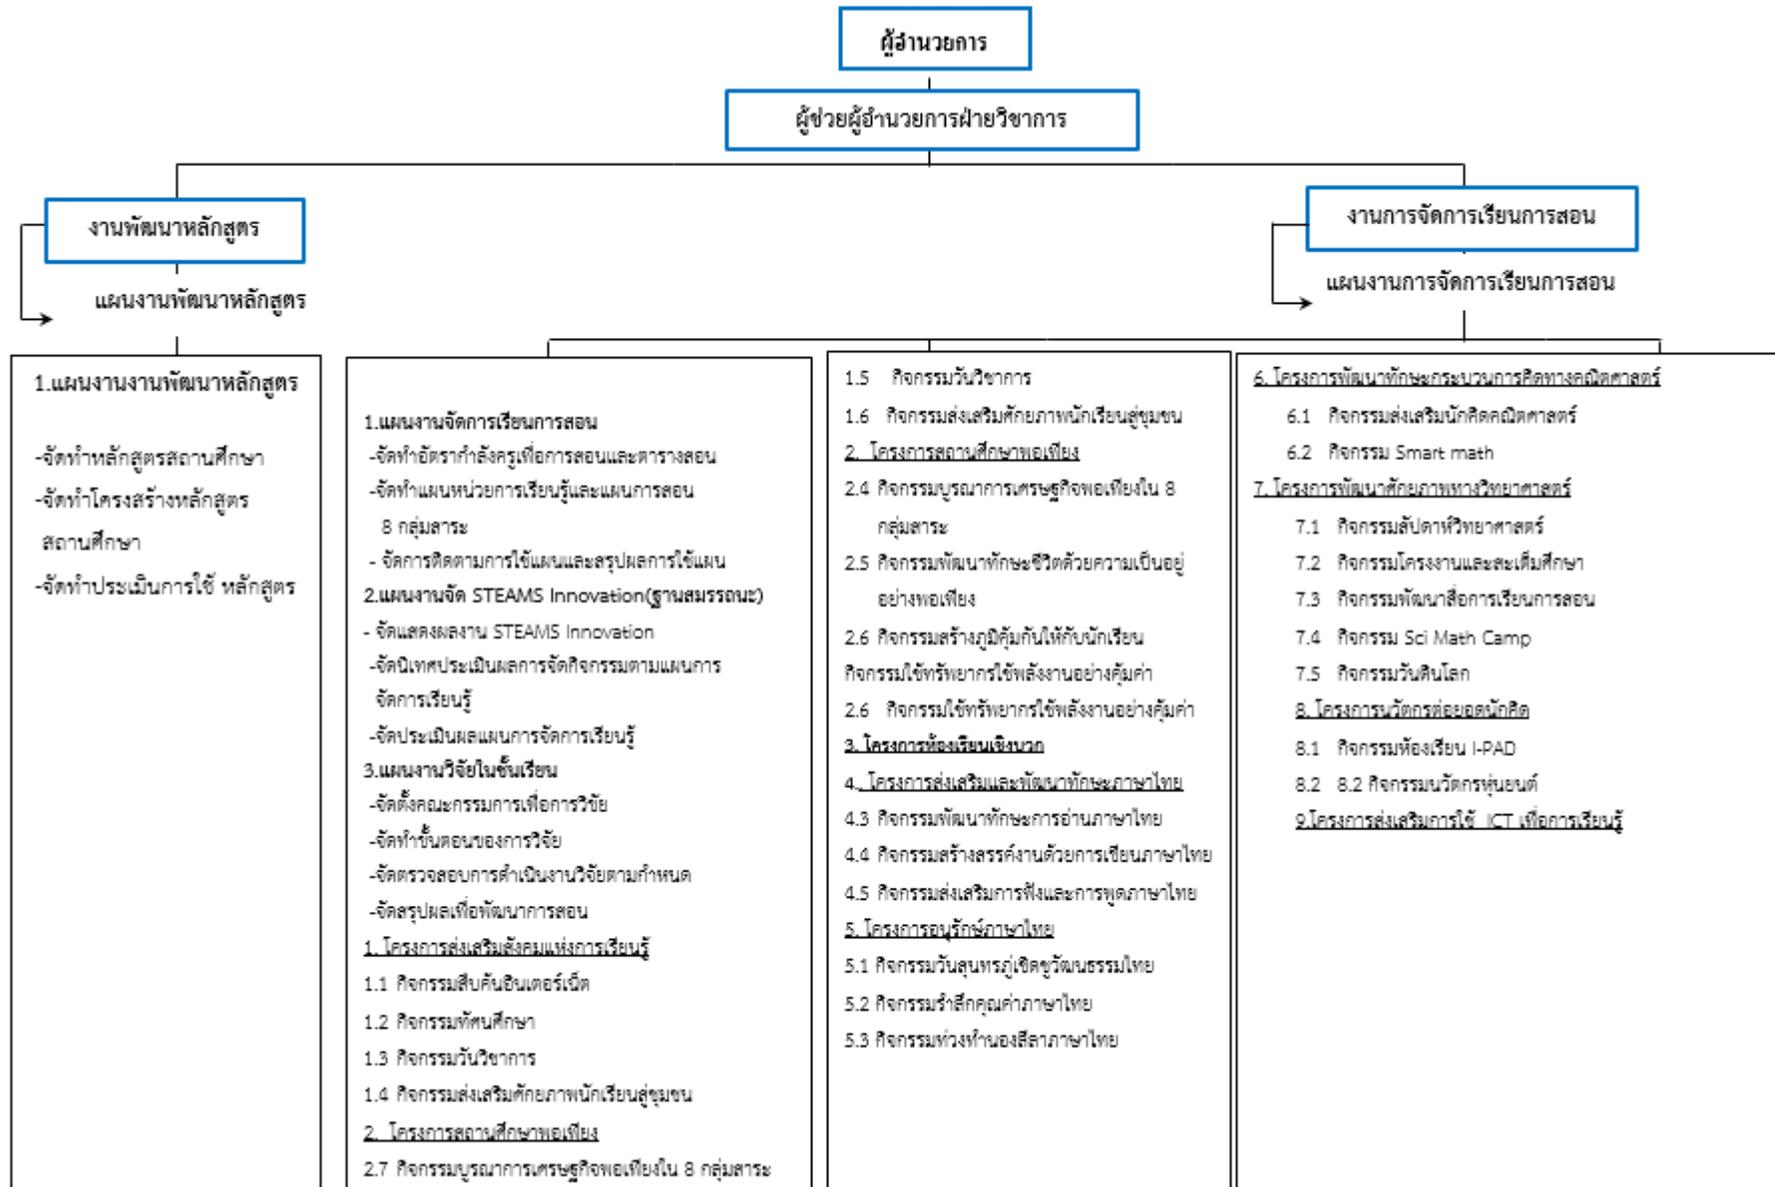 ผู้อำนวยการ
ผู้ช่วยผู้อำนวยการฝ่ายวิชาการ
งานพัฒนาหลักสูตร
แผนงานพัฒนาหลักสูตร
งานการจัดการเรียนการสอน
แผนงานการจัดการเรียนการสอน
1.แผนงานงานพัฒนาหลักสูตร
-จัดทำหลักสูตรสถานศึกษา
-จัดทำโครงสร้างหลักสูตร
สถานศึกษา
-จัดทำประเมินการใช้ หลักสูตร
1.แผนงานจัดการเรียนการสอน
-จัดทำอัตรากำลังครูเพื่อการสอนและตารางสอน
-จัดทำแผนหน่วยการเรียนรู้และแผนการสอน
8 กลุ่มสาระ
- จัดการติดตามการใช้แผนและสรุปผลการใช้แผน
2.แผนงานจัด STEAMS Innovation(ฐานสมรรถนะ)
- จัดแสดงผลงาน STEAMS Innovation
-จัดนิเทศประเมินผลการจัดกิจกรรมตามแผนการ
จัดการเรียนรู้
-จัดประเมินผลแผนการจัดการเรียนรู้
3.แผนงานวิจัยในชั้นเรียน
-จัดตั้งคณะกรรมการเพื่อการวิจัย
-จัดทำขั้นตอนของการวิจัย
-จัดตรวจสอบการดำเนินงานวิจัยตามกำหนด
-จัดสรุปผลเพื่อพัฒนาการสอน
1. โครงการส่งเสริมสังคมแห่งการเรียนรู้
1.1 กิจกรรมสืบค้นอินเตอร์เน็ต
1.2 กิจกรรมทัศนศึกษา
1.3 กิจกรรมวันวิชาการ
1.4 กิจกรรมส่งเสริมศักยภาพนักเรียนสู่ชุมชน
2. โครงการสถานศึกษาพอเพียง
2.7 กิจกรรมบูรณาการเศรษฐกิจพอเพียงใน 8 กลุ่มสาระ
1.5 กิจกรรมวันวิชาการ
1.6 กิจกรรมส่งเสริมศักยภาพนักเรียนสู่ชุมชน
2. โครงการสถานศึกษาพอเพียง
2.4 กิจกรรมบูรณาการเศรษฐกิจพอเพียงใน 8
กลุ่มสาระ
2.5 กิจกรรมพัฒนาทักษะชีวิตด้วยความเป็นอยู่
อย่างพอเพียง
2.6 กิจกรรมสร้างภูมิคุ้มกันให้กับนักเรียน
กิจกรรมใช้ทรัพยากรใช้พลังงานอย่างคุ้มค่า
2.6 กิจกรรมใช้ทรัพยากรใช้พลังงานอย่างคุ้มค่า
3. โครงการห้องเรียนเชิงบวก
4.. โครงการส่งเสริมและพัฒนาทักษะภาษาไทย
4.3 กิจกรรมพัฒนาทักษะการอ่านภาษาไทย
4.4 กิจกรรมสร้างสรรค์งานด้วยการเขียนภาษาไทย
4.5 กิจกรรมส่งเสริมการฟังและการพูดภาษาไทย
5. โครงการอนุรักษ์ภาษาไทย
5.1 กิจกรรมวันสุนทรภู่เชิดชูวัฒนธรรมไทย
5.2 กิจกรรมรำลึกคุณค่าภาษาไทย
5.3 กิจกรรมท่วงทำนองลีลาภาษาไทย
6. โครงการพัฒนาทักษะกระบวนการคิดทางคณิตศาสตร์
6.1 กิจกรรมส่งเสริมนักคิดคณิตศาสตร์
6.2 กิจกรรม Smart math
7. โครงการพัฒนาศักยภาพทางวิทยาศาสตร์
7.1 กิจกรรมสัปดาห์วิทยาศาสตร์
7.2 กิจกรรมโครงงานและสะเต็มศึกษา
7.3 กิจกรรมพัฒนาสื่อการเรียนการสอน
7.4 กิจกรรม Sci Math Camp
7.5 กิจกรรมวันดินโลก
8. โครงการนวัตกรต่อยอดนักคิด
8.1 กิจกรรมห้องเรียน I-PAD
8.2 8.2 กิจกรรมนวัตกรหุ่นยนต์
9.โครงการส่งเสริมการใช้ ICT เพื่อการเรียนรู้